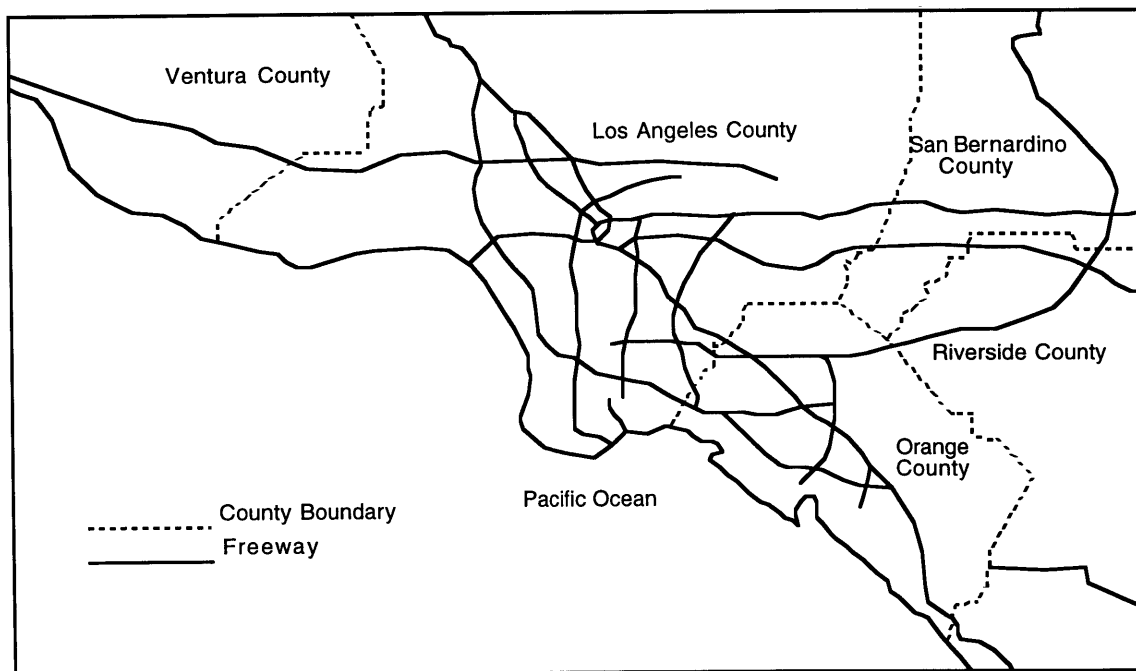 Ventura County
Los Angeles County
San Bernardino
County
Riverside County
Orange
County
Pacific Ocean
County Boundary
Freeway